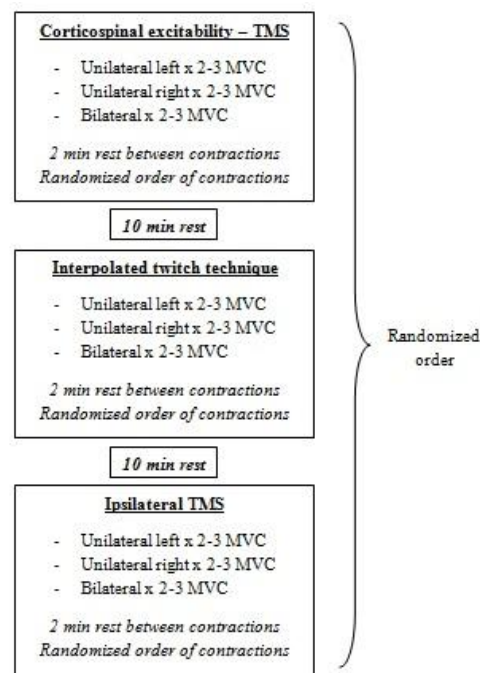 Corticospinal excitability – TMS
- Unilateral left x 2-3 MVC
- Unilateral right x 2-3 MVC
- Bilateral x 2-3 MVC
2 min rest between contractions
Randomized order of contractions
10 min rest
Interpolated twitch technique
- Unilateral left x 2-3 MVC
- Unilateral right x 2-3 MVC
- Bilateral x 2-3 MVC
2 min rest between contractions
Randomized order of contractions
10 min rest
Ipsilateral TMS
- Unilateral left x 2-3 MVC
- Unilateral right x 2-3 MVC
- Bilateral x 2-3 MVC
2 min rest between contractions
Randomized order of contractions
Randomized
order